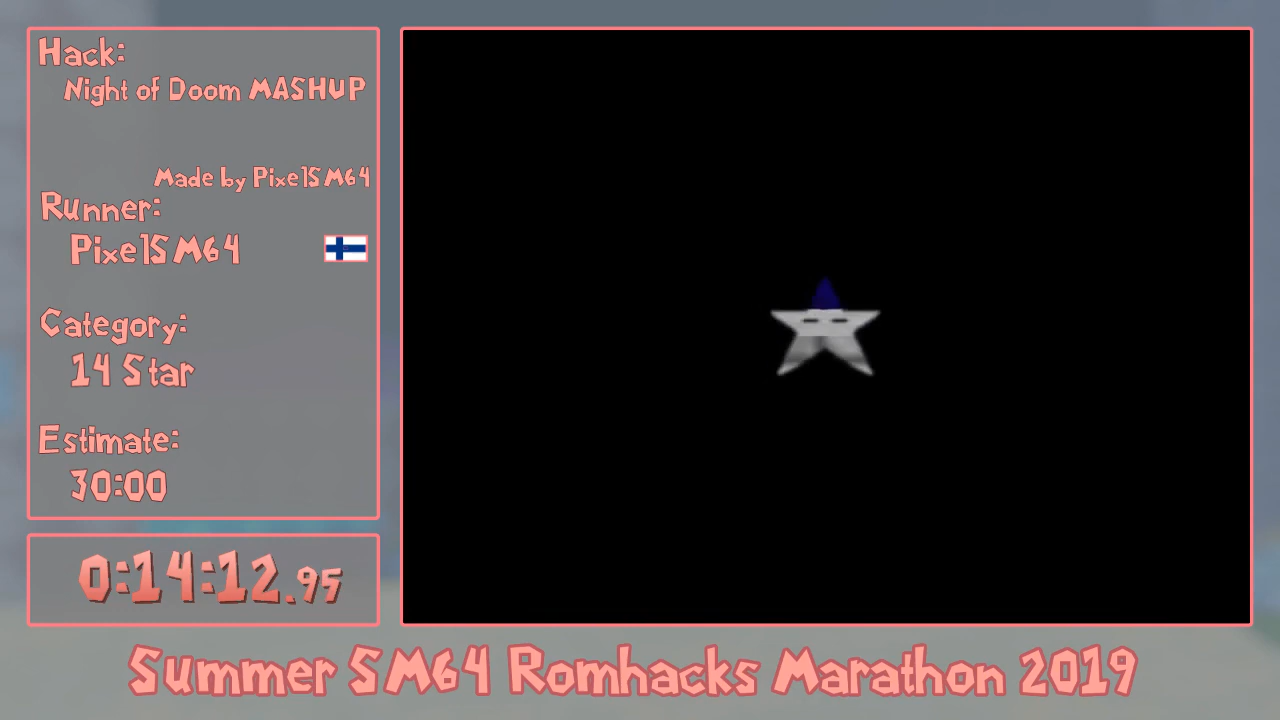 Hack:
Night of Doom MASHUP
Made by PixelSM64
Runner:
PixelSM64
Category:
14 Star
Estimate:
30:00
0:14:12.95
Summer SM64 Romhacks Marathon 2019